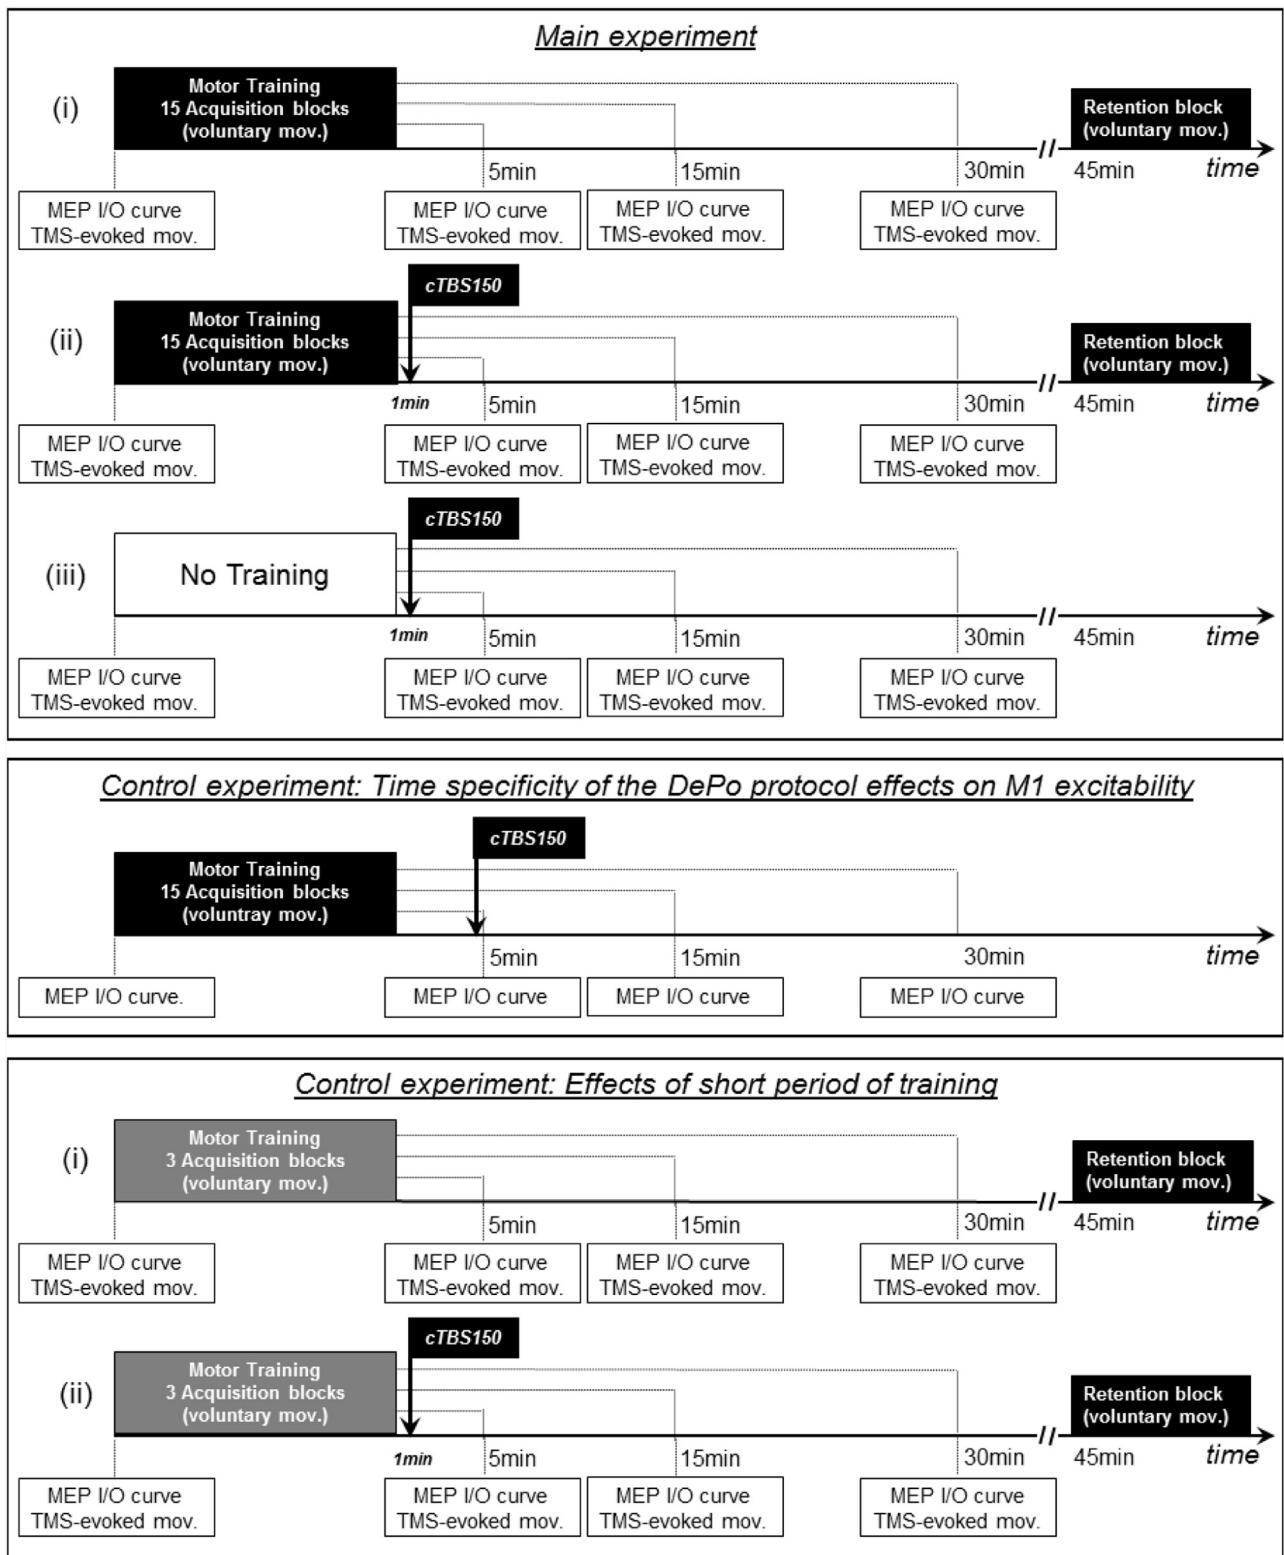 Main experiment
(i)
Motor Training
15 Acquisition blocks
(voluntary mov.)
Retention block
(voluntary mov.)
5min
15min
30min
45min
time
MEP I/O curve
TMS-evoked mov.
MEP I/O curve
TMS-evoked mov.
MEP I/O curve
TMS-evoked mov.
MEP I/O curve
TMS-evoked mov.
cTBS150
(ii)
Motor Training
15 Acquisition blocks
(voluntary mov.)
Retention block
(voluntary mov.)
1min
5min
15min
30min
45min
time
MEP I/O curve
TMS-evoked mov.
MEP I/O curve
TMS-evoked mov.
MEP I/O curve
TMS-evoked mov.
MEP I/O curve
TMS-evoked mov.
cTBS150
(iii)
No Training
1min
5min
15min
30min
45min
time
MEP I/O curve
TMS-evoked mov.
MEP I/O curve
TMS-evoked mov.
MEP I/O curve
TMS-evoked mov.
MEP I/O curve
TMS-evoked mov.
Control experiment: Time specificity of the DePo protocol effects on M1 excitability
cTBS150
Motor Training
15 Acquisition blocks
(voluntray mov.)
5min
15min
30min
time
MEP I/O curve.
MEP I/O curve
MEP I/O curve
MEP I/O curve
Control experiment: Effects of short period of training
(i)
Motor Training
3 Acquisition blocks
(voluntary mov.)
Retention block
(voluntary mov.)
5min
15min
30min
45min
time
MEP I/O curve
TMS-evoked mov.
MEP I/O curve
TMS-evoked mov.
MEP I/O curve
TMS-evoked mov.
MEP I/O curve
TMS-evoked mov.
cTBS150
(ii)
Motor Training
3 Acquisition blocks
(voluntary mov.)
Retention block
(voluntary mov.)
1min
5min
15min
30min
45min
time
MEP I/O curve
TMS-evoked mov.
MEP I/O curve
TMS-evoked mov.
MEP I/O curve
TMS-evoked mov.
MEP I/O curve
TMS-evoked mov.